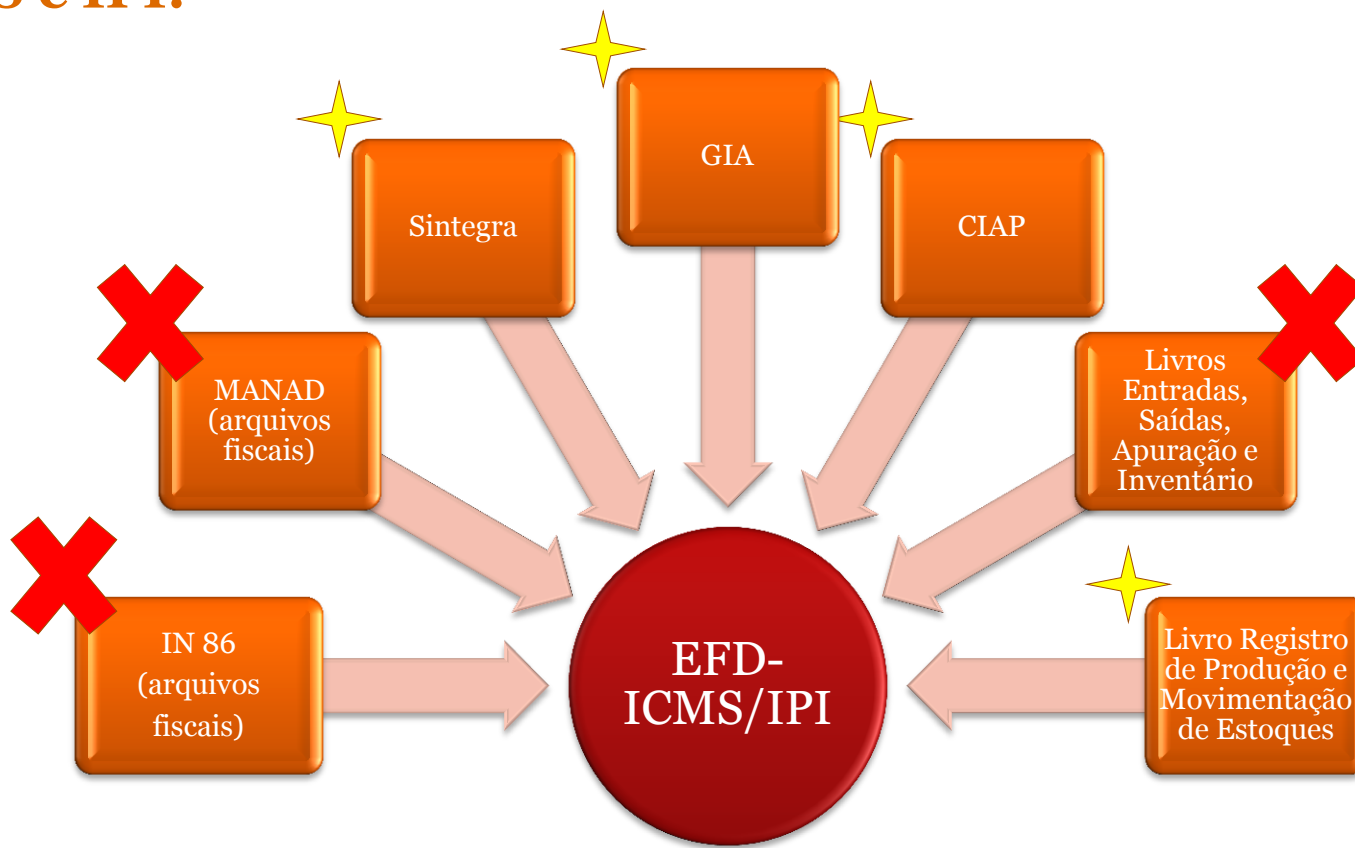 GIA
Sintegra
CIAP
MANAD
(arquivos
fiscais)
Livros
Entradas,
Saídas,
Apuração e
Inventário
IN 86
(arquivos
fiscais)
EFD-
ICMS/IPI
Livro Registro
de Produção e
Movimentação
de Estoques